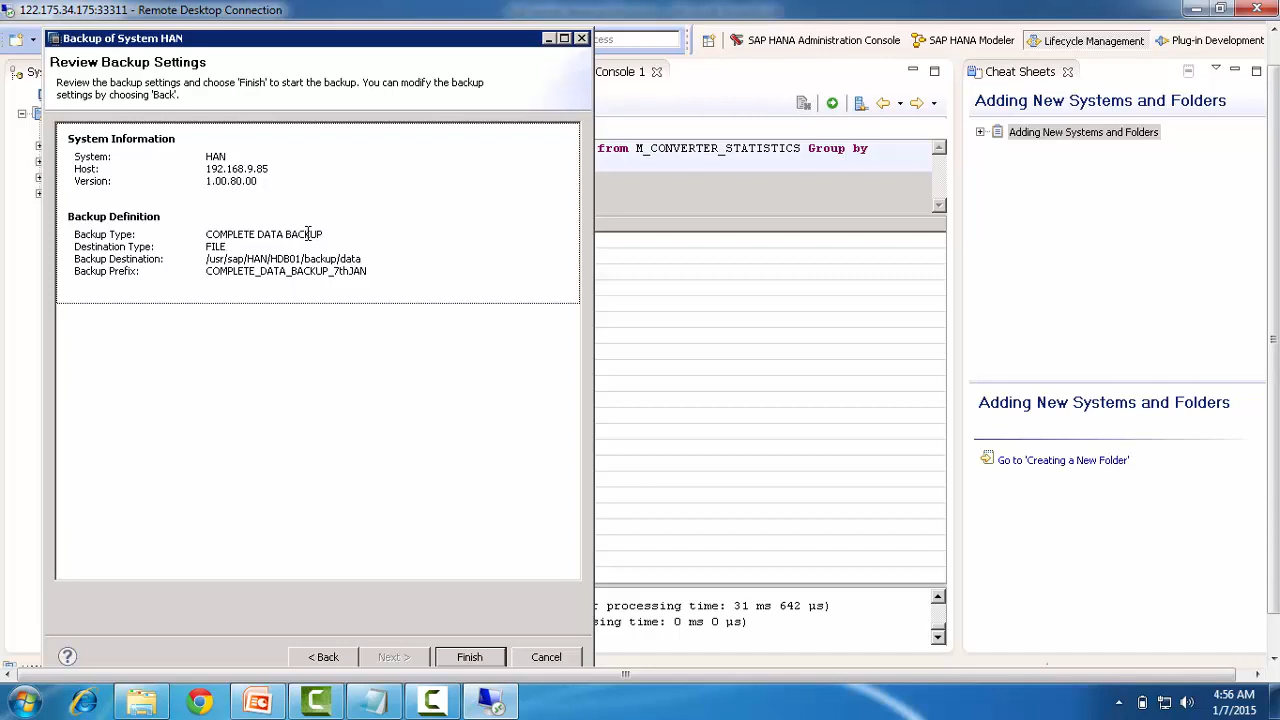 122.175.34.175:33311 - Remote Desktop Connection
Backup of System HAN
SAP HANA Administration Console
SAP HANA Modeler
Lifecycle Management
Plug-in Development
Review Backup Settings
Review the backup settings and choose 'Finish' to start the backup. You can modify the backup
settings by choosing 'Back'.
Console 1
Cheat Sheets
Adding New Systems and Folders
Adding New Systems and Folders
from M_CONVERTER_STATISTICS Group by
System Information
System: HAN
Host: 192.168.9.85
Version: 1.00.80.00
Backup Definition
Backup Type: COMPLETE DATA BACKUP
Destination Type: FILE
Backup Destination: /usr/sap/HAN/HDB01/backup/data
Backup Prefix: COMPLETE_DATA_BACKUP_7thJAN
Adding New Systems and Folders
Go to 'Creating a New Folder'
processing time: 31 ms 642 µs)
sing time: 0 ms 0 µs)
? < Back Next > Finish Cancel
4:56 AM
1/7/2015